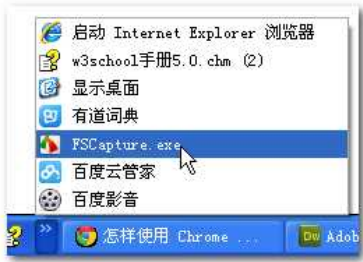 启动 Internet Explorer 浏览器
w3school手册5.0.chm (2)
显示桌面
有道词典
FSCapture.exe
百度云管家
百度影音
怎样使用 Chrome ...
Dw Adob